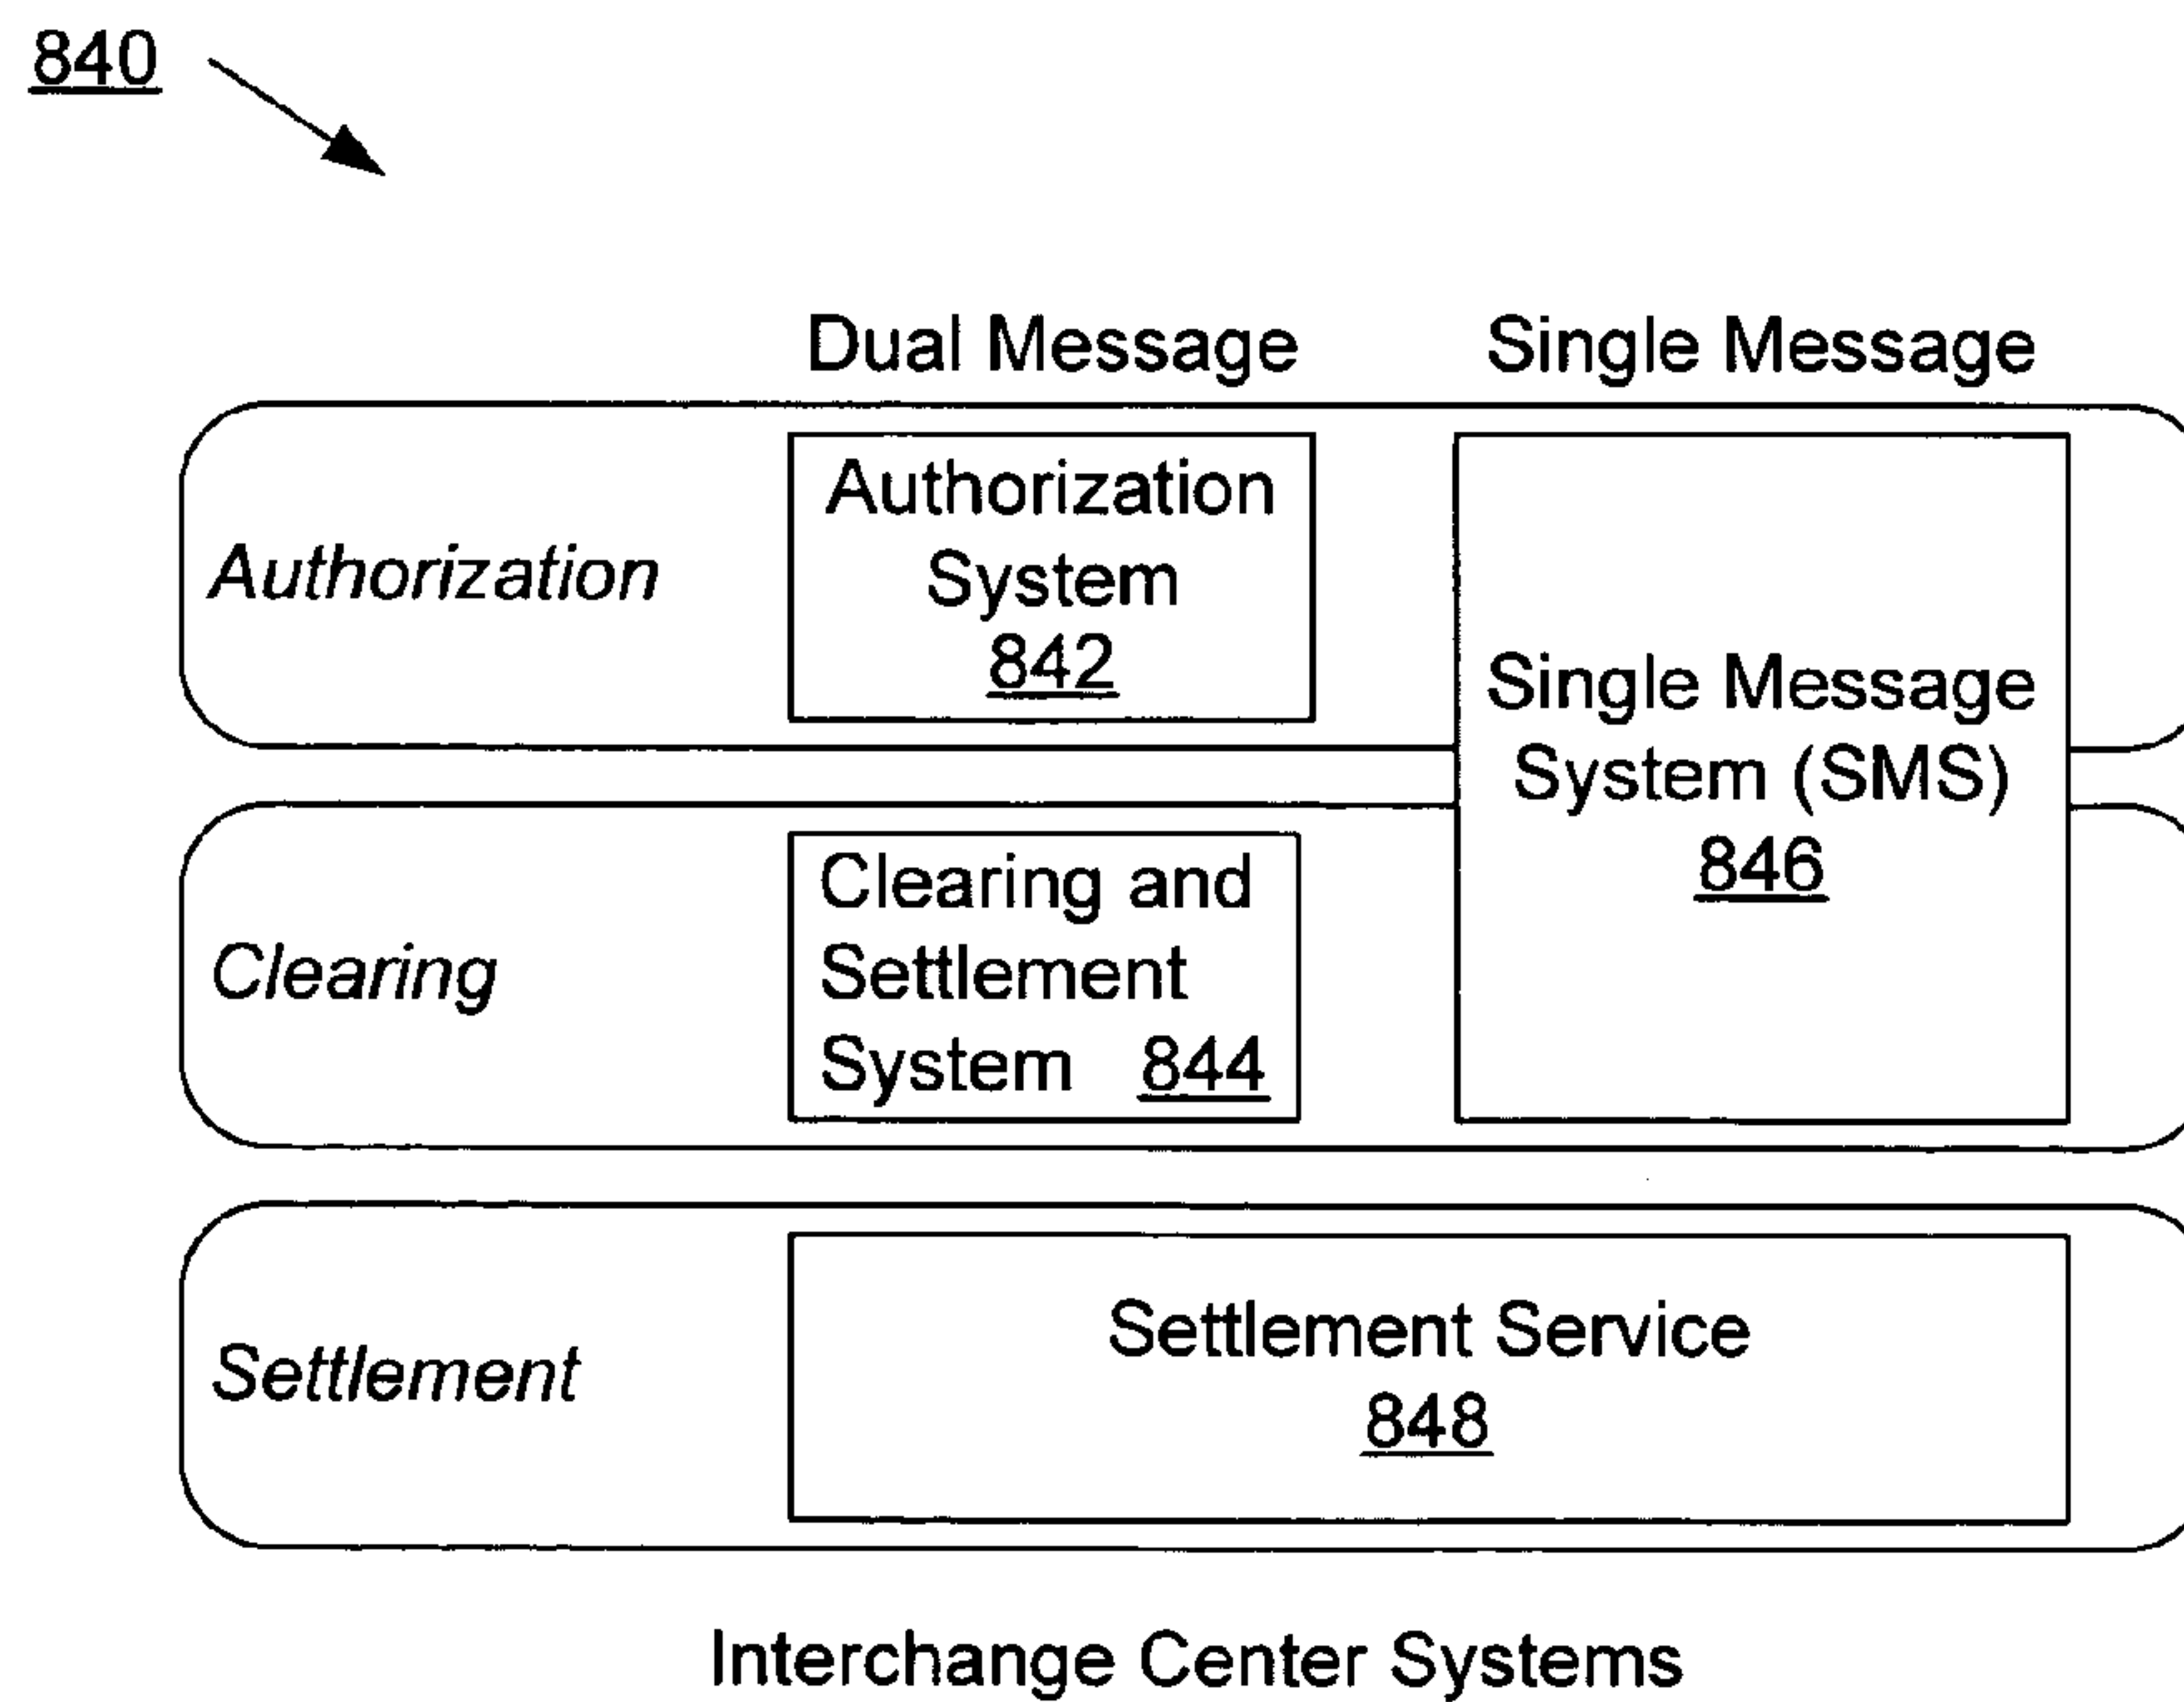 840
Dual Message
Single Message
Authorization
Authorization
System
842
Single Message
System (SMS)
846
Clearing
Clearing and
Settlement
System 844
Settlement
Settlement Service
848
Interchange Center Systems